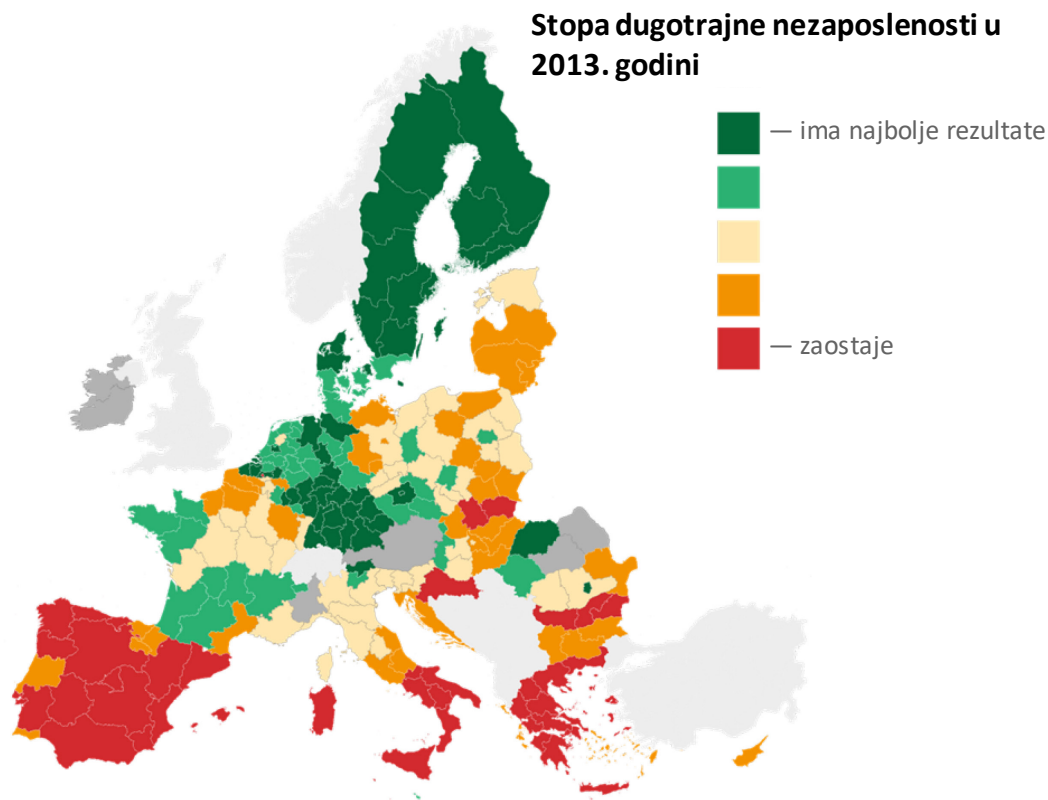 Stopa dugotrajne nezaposlenosti u
2013. godini
— ima najbolje rezultate
— zaostaje